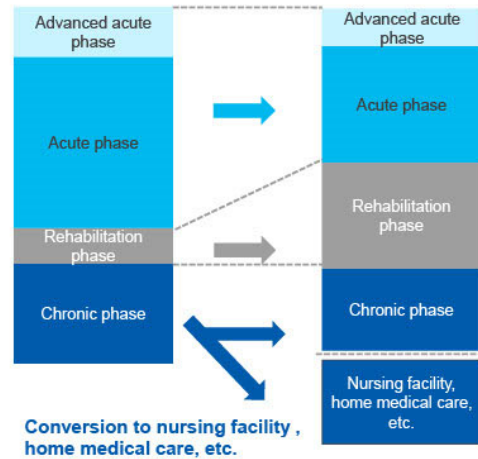 Advanced acute
phase
Acute phase
Rehabilitation
phase
Chronic phase
Advanced acute
phase
Acute phase
Rehabilitation
phase
Chronic phase
Nursing facility,
home medical care,
etc.
Conversion to nursing facility ,
home medical care, etc.